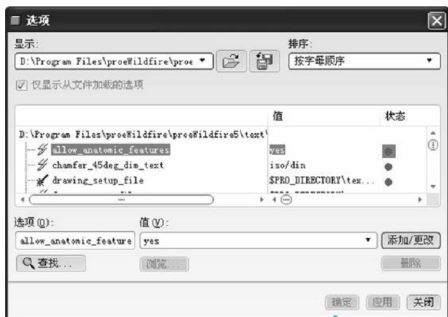 选项
显示:
排序:
D:\Program Files\proeWildfire\proe
按字母顺序
仅显示从文件加载的选项
值
状态
D:\Program Files\proeWildfire\proeWildfire5\text\
allow_anatomic_features
yes
chamfer_45deg_dim_text
iso/din
drawing_setup_file
$PRO_DIRECTORY\tex...
选项(O):
值(V):
allow_anatomic_feature
yes
添加/更改
查找...
浏览...
删除
确定
应用
关闭